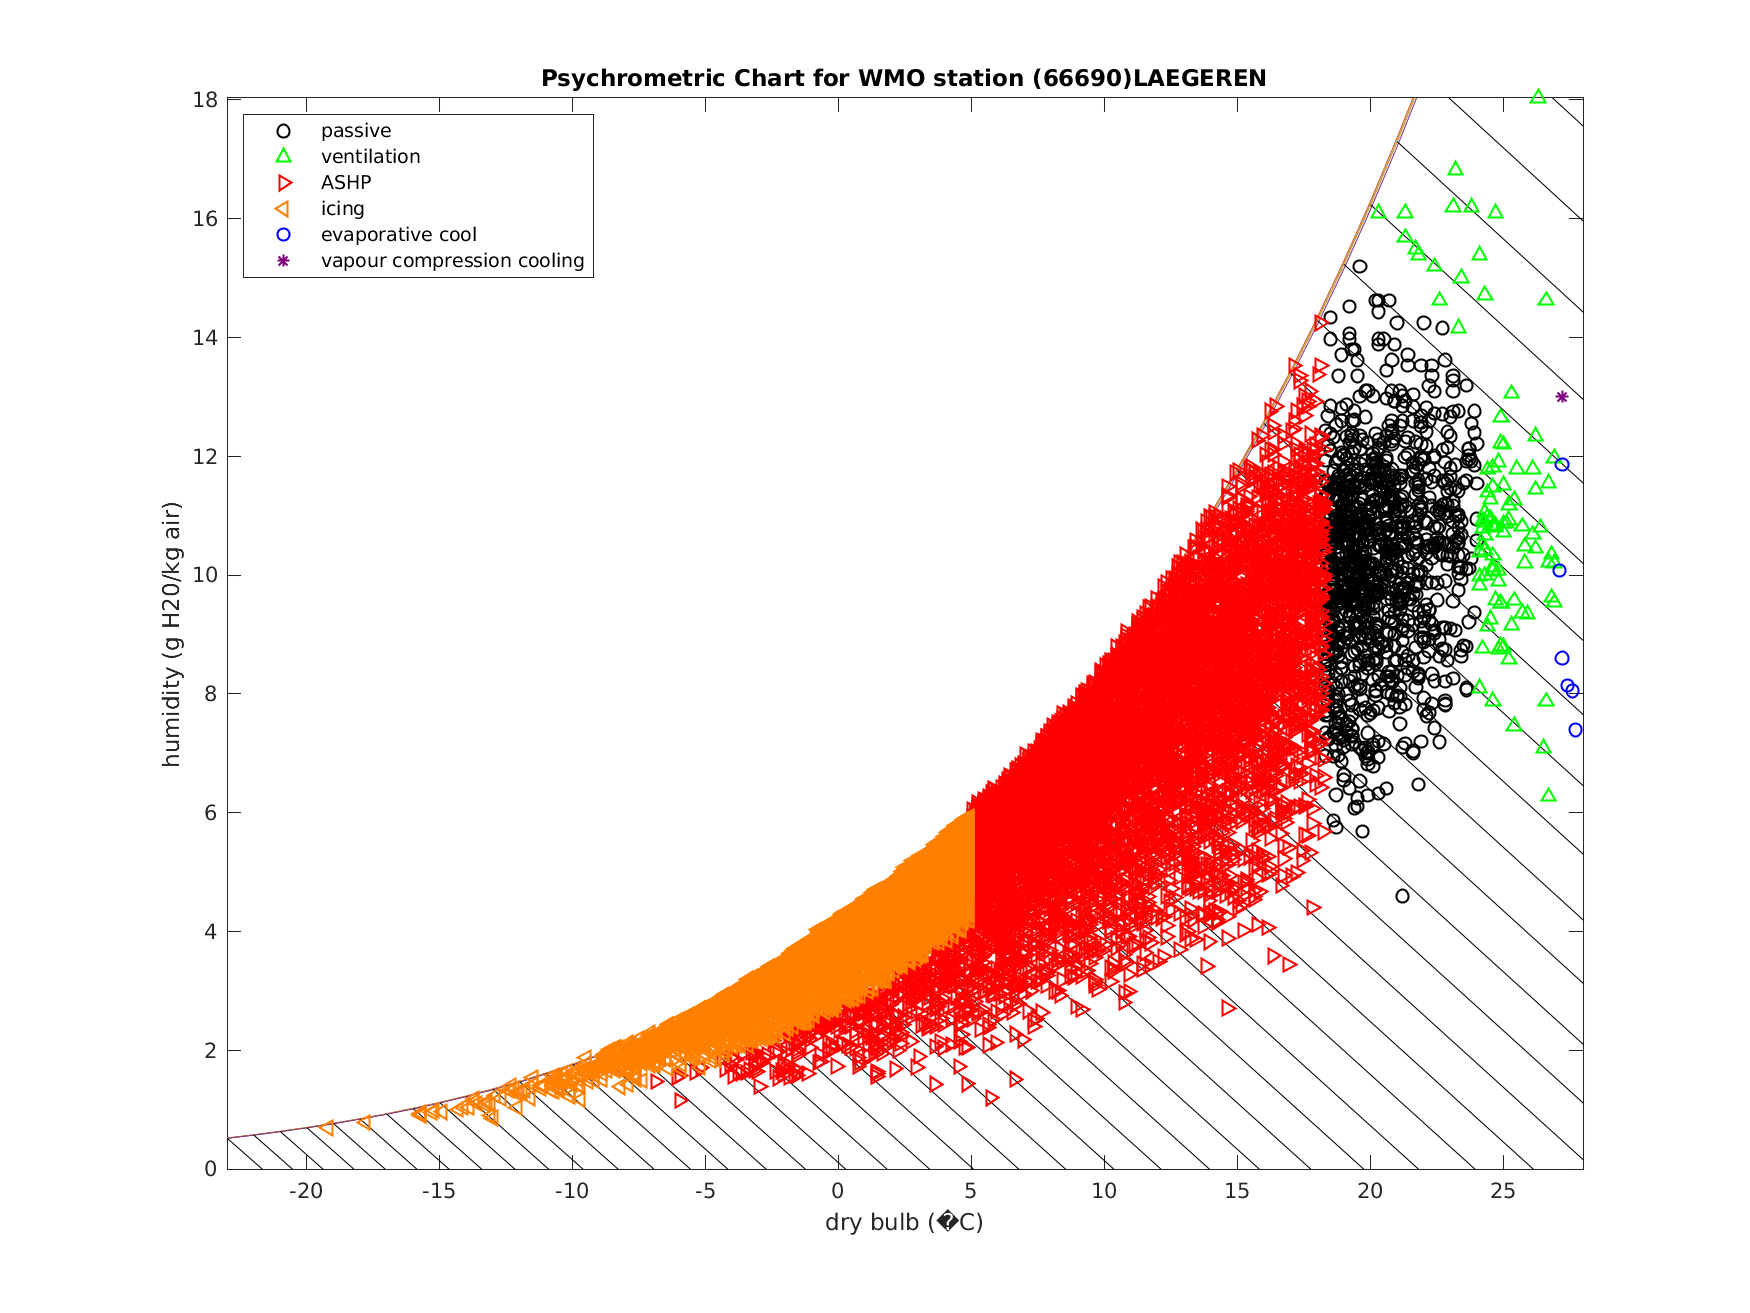 Psychrometric Chart for WMO station (66690)LAEGEREN
passive
ventilation
ASHP
icing
evaporative cool
vapour compression cooling
humidity (g H20/kg air)
18
16
14
12
10
8
6
4
2
0
-20 -15 -10 -5 0 5 10 15 20 25
dry bulb (�C)